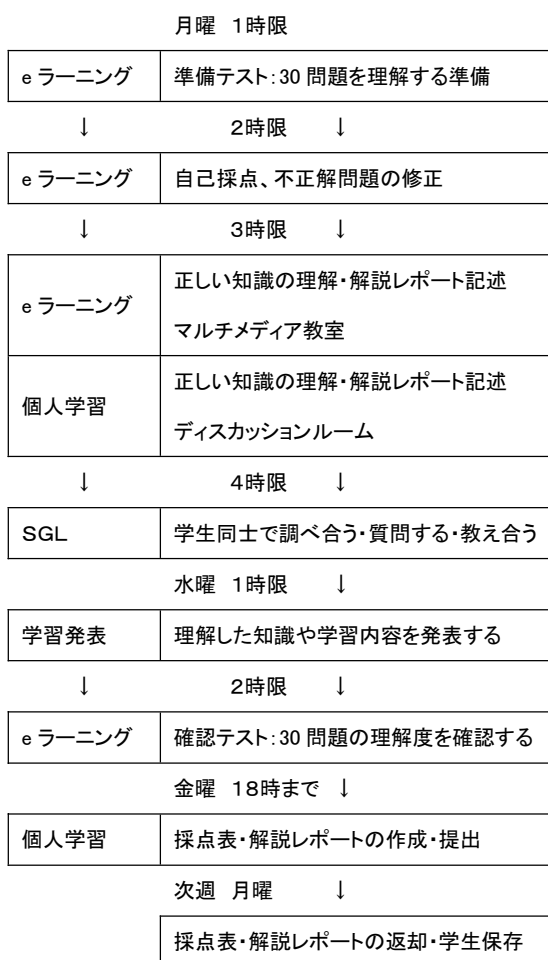 月曜 1時限
e ラーニング 準備テスト：30 問題を理解する準備
↓ 2時限 ↓
e ラーニング 自己採点、不正解問題の修正
↓ 3時限 ↓
e ラーニング 正しい知識の理解・解説レポート記述
マルチメディア教室
個人学習 正しい知識の理解・解説レポート記述
ディスカッションルーム
↓ 4時限 ↓
SGL 学生同士で調べ合う・質問する・教え合う
水曜 1時限 ↓
学習発表 理解した知識や学習内容を発表する
↓ 2時限 ↓
e ラーニング 確認テスト：30 問題の理解度を確認する
金曜 18時まで ↓
個人学習 採点表・解説レポートの作成・提出
次週 月曜 ↓
採点表・解説レポートの返却・学生保存